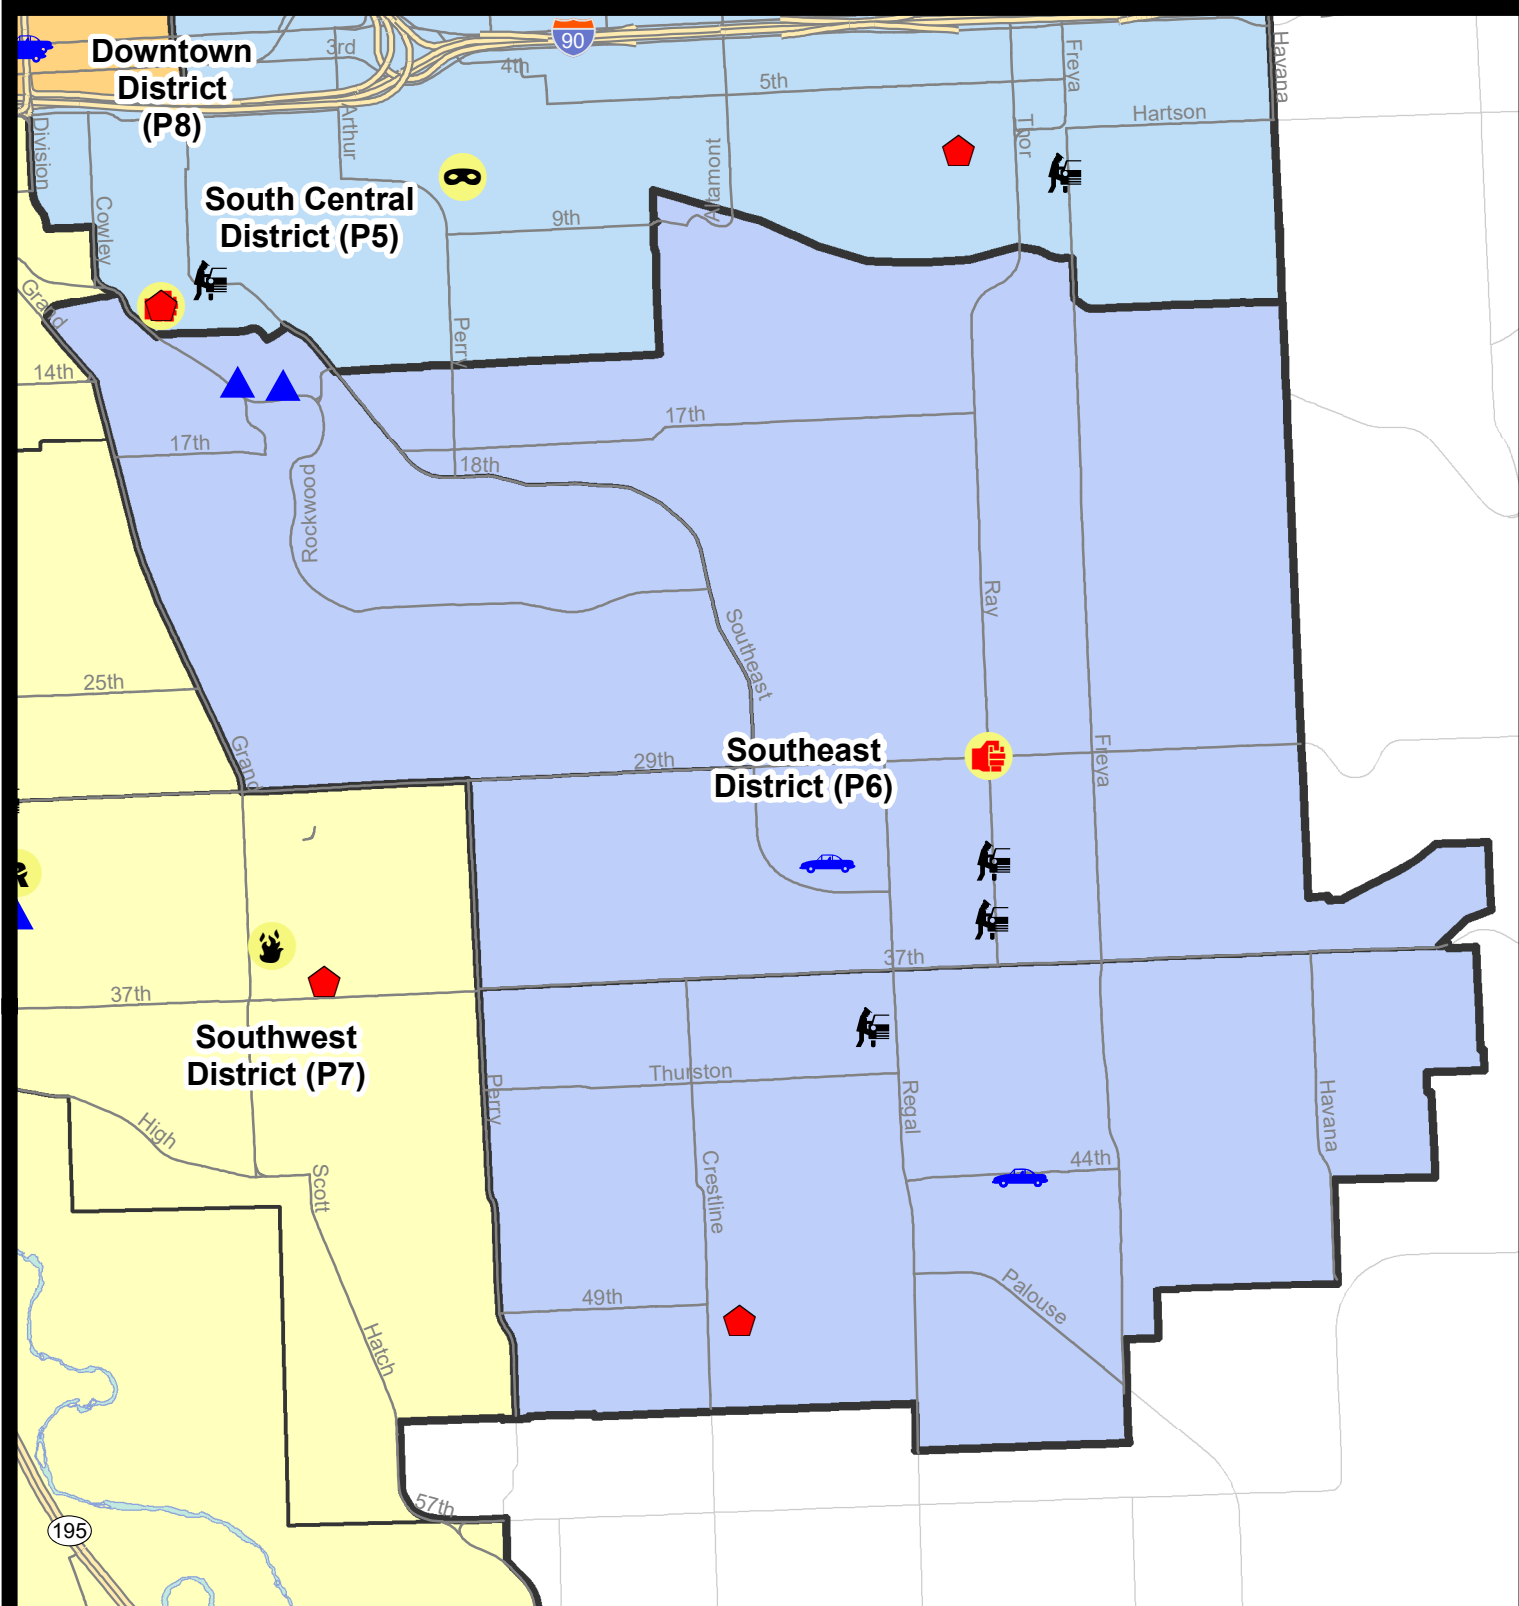 Downtown
District
(P8)
3rd
90
4th
5th
Freya
Havana
Hartson
Division
Arthur
Thor
Altamont
South Central
District (P5)
9th
Cowley
Grand
Perry
14th
17th
17th
18th
Rockwood
Ray
Southeast
25th
Grand
29th
Southeast
District (P6)
Freya
37th
37th
Southwest
District (P7)
Thurston
Perry
Regal
Havana
High
44th
Scott
Crestline
49th
Palouse
Hatch
57th
195